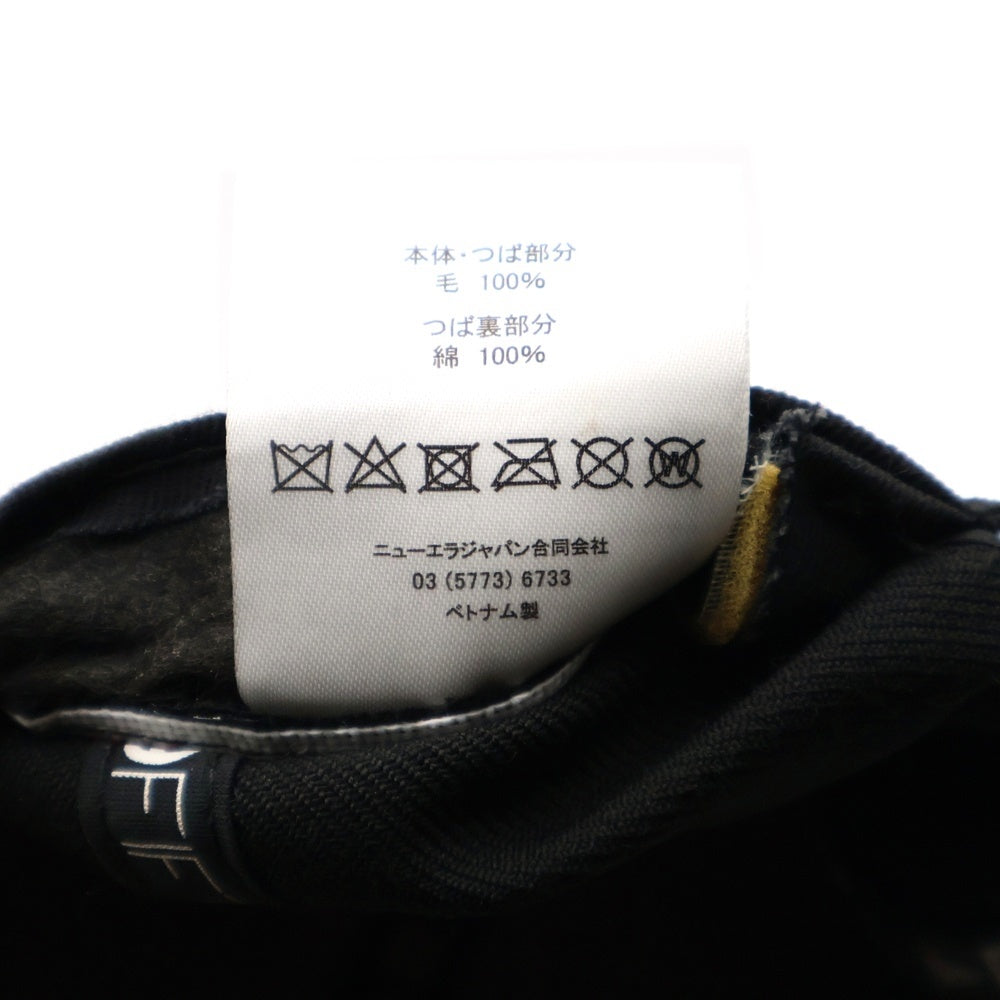 本体・つば部分
毛 100%
つば裏部分
綿 100%
W
ニューエラジャパン合同会社
03 (5773) 6733
ベトナム製